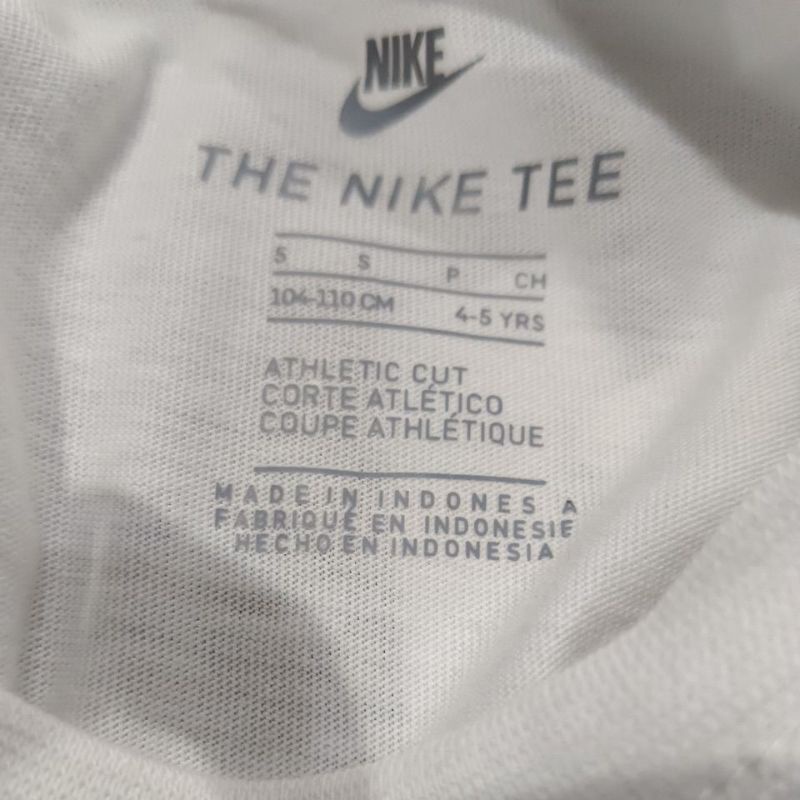 NIKE
THE NIKE TEE
S S P CH
104-110 CM 4-5 YRS
ATHLETIC CUT
CORTE ATLÉTICO
COUPE ATHLÉTIQUE
MADE IN INDONES A
FABRIQUÉ EN INDONESIE
HECHO EN INDONESIA